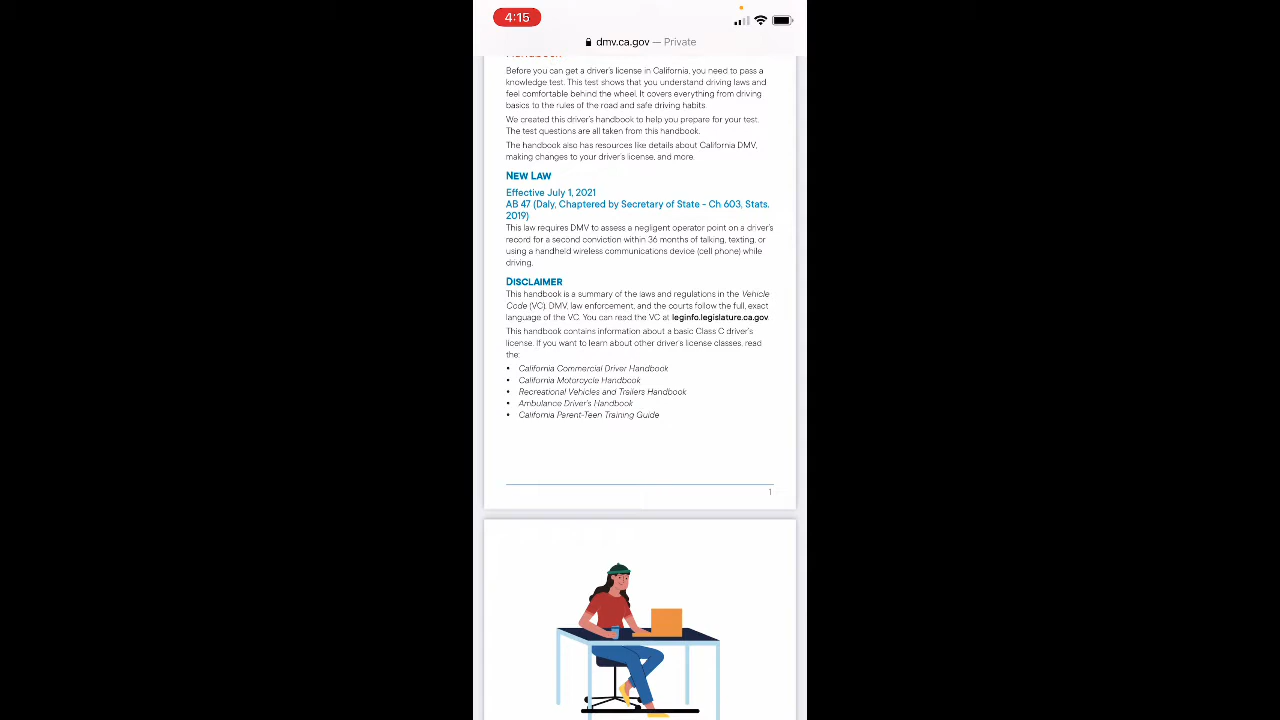 4:15
dmv.ca.gov — Private
Before you can get a driver's license in California, you need to pass a
knowledge test. This test shows that you understand driving laws and
feel comfortable behind the wheel. It covers everything from driving
basics to the rules of the road and safe driving habits.
We created this driver's handbook to help you prepare for your test.
The test questions are all taken from this handbook.
The handbook also has resources like details about California DMV,
making changes to your driver's license, and more.
NEW LAW
Effective July 1, 2021
AB 47 (Daly, Chaptered by Secretary of State - Ch 603, Stats.
2019)
This law requires DMV to assess a negligent operator point on a driver's
record for a second conviction within 36 months of talking, texting, or
using a handheld wireless communications device (cell phone) while
driving.
DISCLAIMER
This handbook is a summary of the laws and regulations in the Vehicle
Code (VC); DMV, law enforcement, and the courts follow the full, exact
language of the VC. You can read the VC at leginfo.legislature.ca.gov.
This handbook contains information about a basic Class C driver's
license. If you want to learn about other driver's license classes, read
the:
• California Commercial Driver Handbook
• California Motorcycle Handbook
• Recreational Vehicles and Trailers Handbook
• Ambulance Driver's Handbook
• California Parent-Teen Training Guide
1